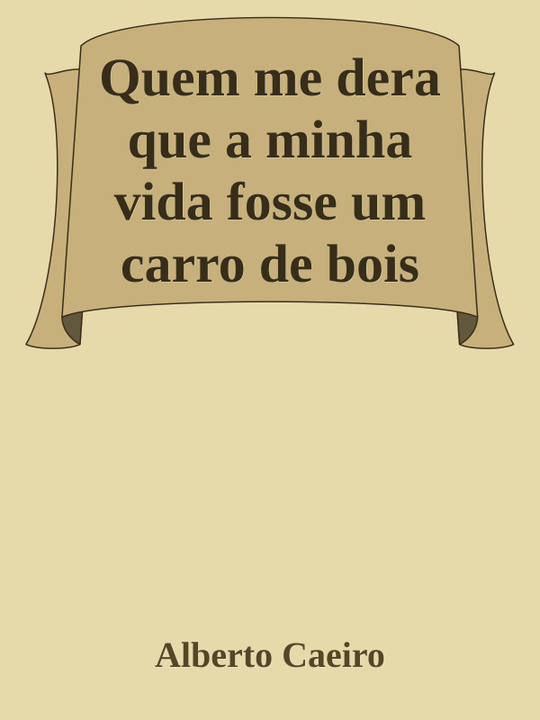 Quem me dera
que a minha
vida fosse um
carro de bois
Alberto Caeiro